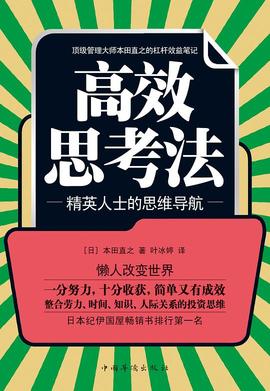 顶级管理大师本田直之的杠杆效益笔记
高效
思考法
精英人士的思维导航
[日] 本田直之 著 叶冰婷 译
懒人改变世界
一分努力，十分收获，简单又有成效
整合劳力、时间、知识、人际关系的投资思维
日本纪伊国屋畅销书排行第一名
中国华侨出版社